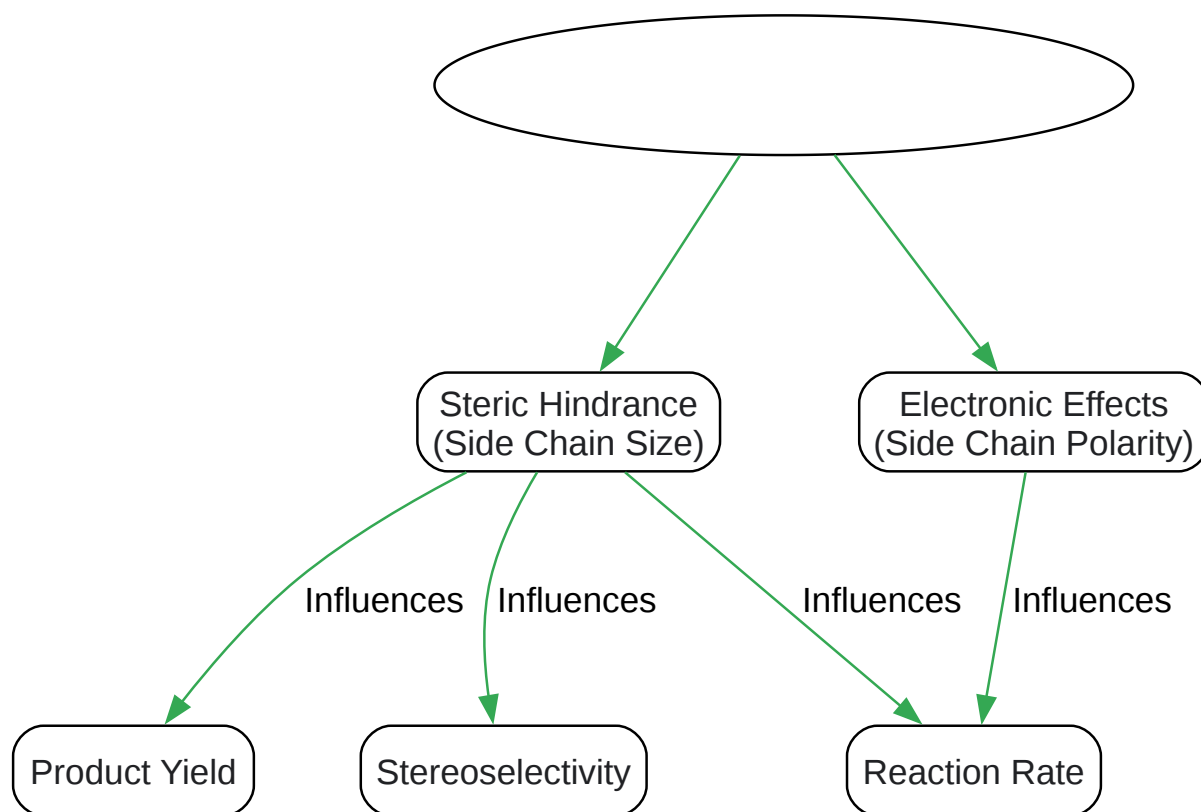 Steric Hindrance
(Side Chain Size)
Electronic Effects
(Side Chain Polarity)
Influences
Influences
Influences
Influences
Product Yield
Stereoselectivity
Reaction Rate